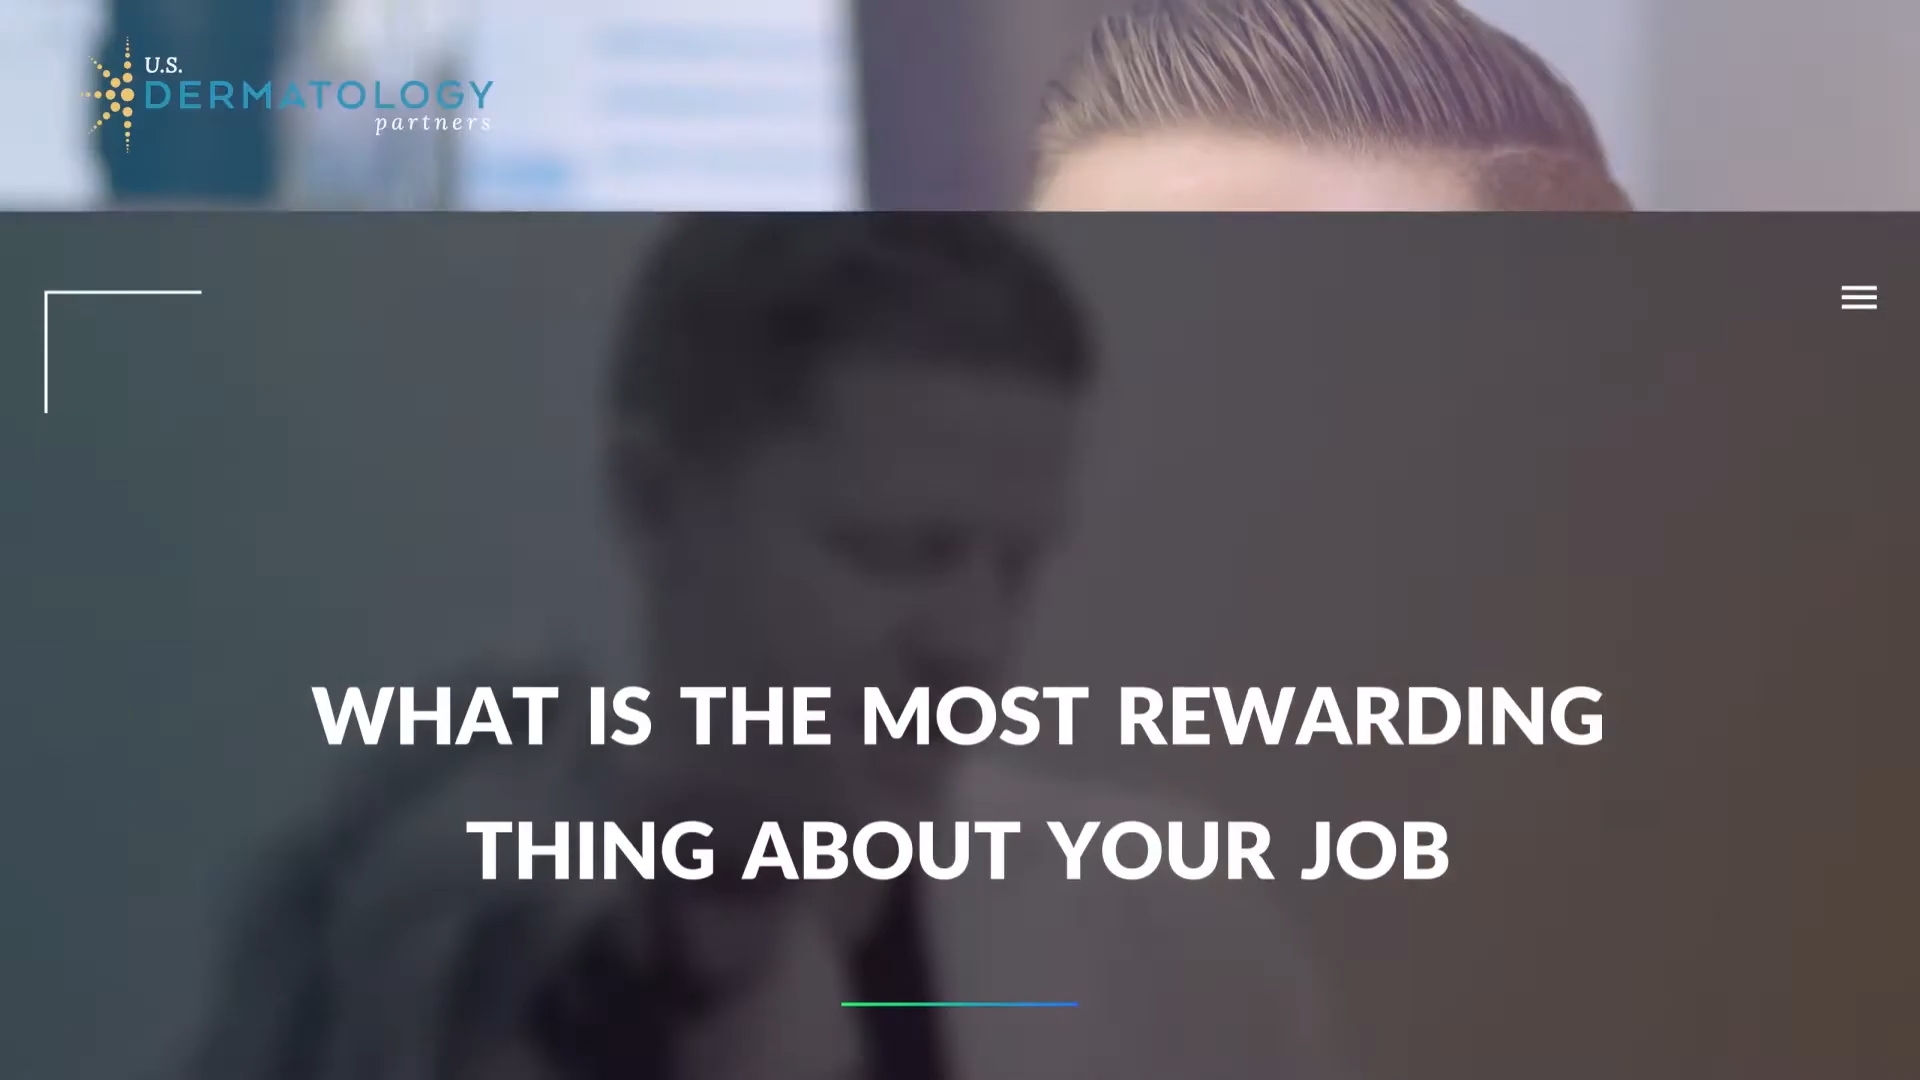 U.S.
DERMATOLOGY
partners
WHAT IS THE MOST REWARDING
THING ABOUT YOUR JOB